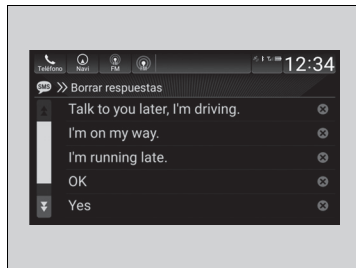 Teléfono Navi FM
12:34
SMS Borrar respuestas
Talk to you later, I'm driving.
I'm on my way.
I'm running late.
OK
Yes